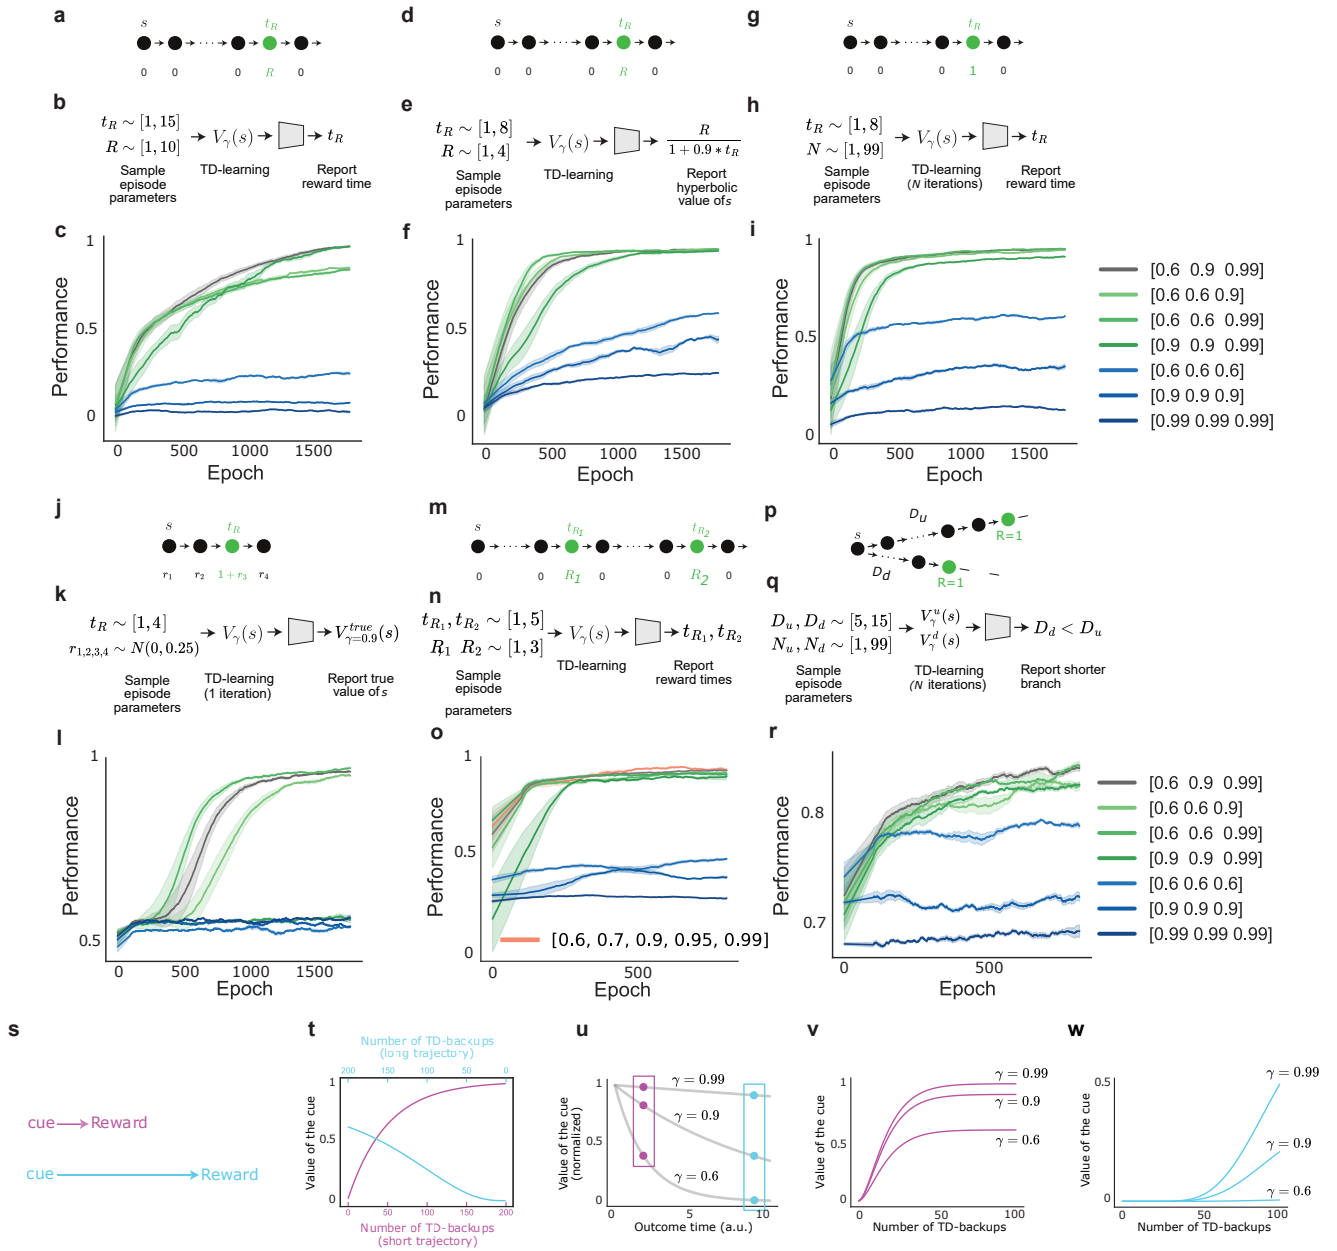 a
s
t_R
0 0 0 R 0
b
t_R ∼ [1, 15]
R ∼ [1, 10]
V_γ(s)
t_R
Sample
episode
parameters
TD-learning
Report
reward time
c
Performance
1
0.5
0
0 500 1000 1500
Epoch
d
s
t_R
0 0 0 R 0
e
t_R ∼ [1, 8]
R ∼ [1, 4]
V_γ(s)
R
1 + 0.9 * t_R
Sample
episode
parameters
TD-learning
Report
hyperbolic
value of s
f
Performance
1
0.5
0
0 500 1000 1500
Epoch
g
s
t_R
0 0 0 1 0
h
t_R ∼ [1, 8]
N ∼ [1, 99]
V_γ(s)
t_R
Sample
episode
parameters
TD-learning
(N iterations)
Report
reward time
i
Performance
1
0.5
0
0 500 1000 1500
Epoch
[0.6 0.9 0.99]
[0.6 0.6 0.9]
[0.6 0.6 0.99]
[0.9 0.9 0.99]
[0.6 0.6 0.6]
[0.9 0.9 0.9]
[0.99 0.99 0.99]
j
s
t_R
r_1 r_2 1 + r_3 r_4
k
t_R ∼ [1, 4]
r_{1,2,3,4} ∼ N(0, 0.25)
V_γ(s)
V^{true}_{γ=0.9}(s)
Sample
episode
parameters
TD-learning
(1 iteration)
Report true
value of s
l
Performance
1
0.5
0 500 1000 1500
Epoch
m
s
t_{R_1}
t_{R_2}
0 0 R_1 0 0 R_2 0
n
t_{R_1}, t_{R_2} ∼ [1, 5]
R_1 R_2 ∼ [1, 3]
V_γ(s)
t_{R_1}, t_{R_2}
Sample
episode
parameters
TD-learning
Report
reward times
o
Performance
1
0.5
0
[0.6, 0.7, 0.9, 0.95, 0.99]
0 500
Epoch
p
s
D_u
D_d
R=1
R=1
q
D_u, D_d ∼ [5, 15]
N_u, N_d ∼ [1, 99]
V^u_γ(s)
V^d_γ(s)
D_d < D_u
Sample
episode
parameters
TD-learning
(N iterations)
Report shorter
branch
r
Performance
0.8
0.7
0 500
Epoch
[0.6 0.9 0.99]
[0.6 0.6 0.9]
[0.6 0.6 0.99]
[0.9 0.9 0.99]
[0.6 0.6 0.6]
[0.9 0.9 0.9]
[0.99 0.99 0.99]
s
cue Reward
cue Reward
t
Number of TD-backups
(long trajectory)
200 150 100 50 0
Value of the cue
1
0.5
0
0 50 100 150 200
Number of TD-backups
(short trajectory)
u
Value of the cue
(normalized)
1
0.5
0
γ = 0.99
γ = 0.9
γ = 0.6
0 5 10
Outcome time (a.u.)
v
Value of the cue
1
0.5
0
γ = 0.99
γ = 0.9
γ = 0.6
0 50 100
Number of TD-backups
w
Value of the cue
0.5
0
γ = 0.99
γ = 0.9
γ = 0.6
0 50 100
Number of TD-backups